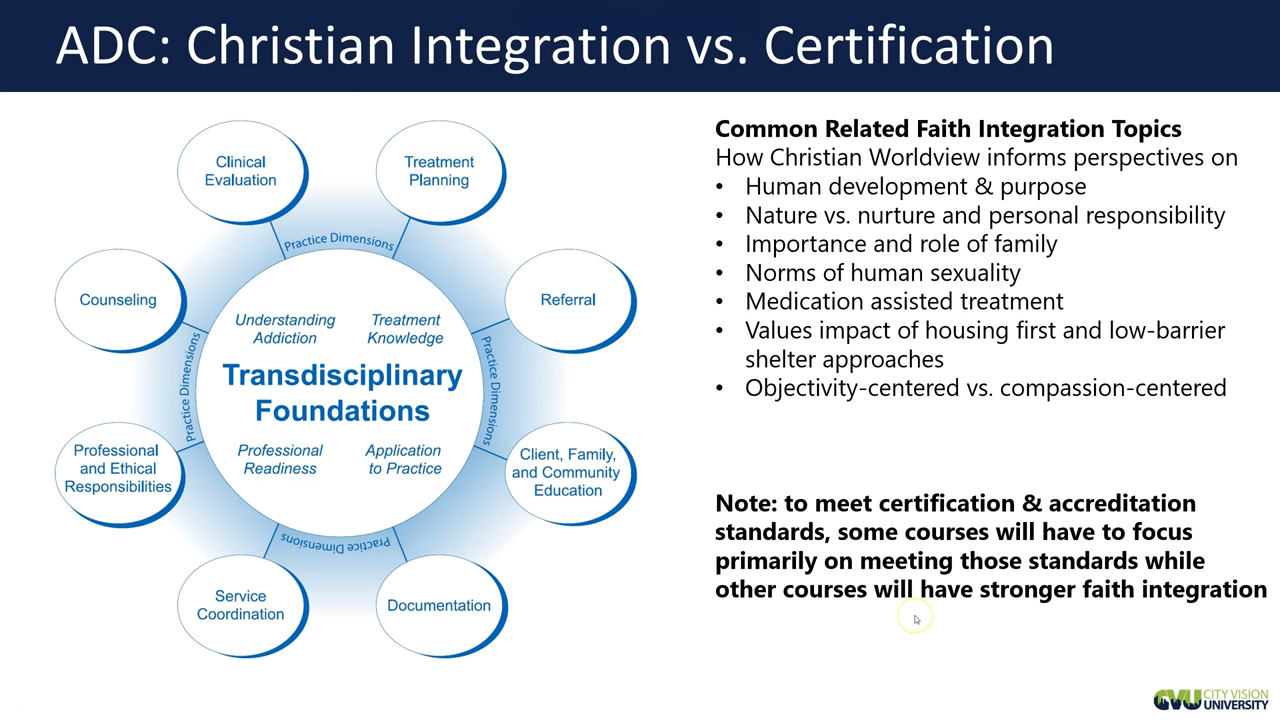 ADC: Christian Integration vs. Certification
Clinical
Evaluation
Treatment
Planning
Counseling
Referral
Professional
and Ethical
Responsibilities
Client, Family,
and Community
Education
Service
Coordination
Documentation
Practice Dimensions
Practice Dimensions
Practice Dimensions
Practice Dimensions
Understanding
Addiction
Treatment
Knowledge
Transdisciplinary
Foundations
Professional
Readiness
Application
to Practice
Common Related Faith Integration Topics
How Christian Worldview informs perspectives on
• Human development & purpose
• Nature vs. nurture and personal responsibility
• Importance and role of family
• Norms of human sexuality
• Medication assisted treatment
• Values impact of housing first and low-barrier
shelter approaches
• Objectivity-centered vs. compassion-centered
Note: to meet certification & accreditation
standards, some courses will have to focus
primarily on meeting those standards while
other courses will have stronger faith integration
CVU CITY VISION
UNIVERSITY